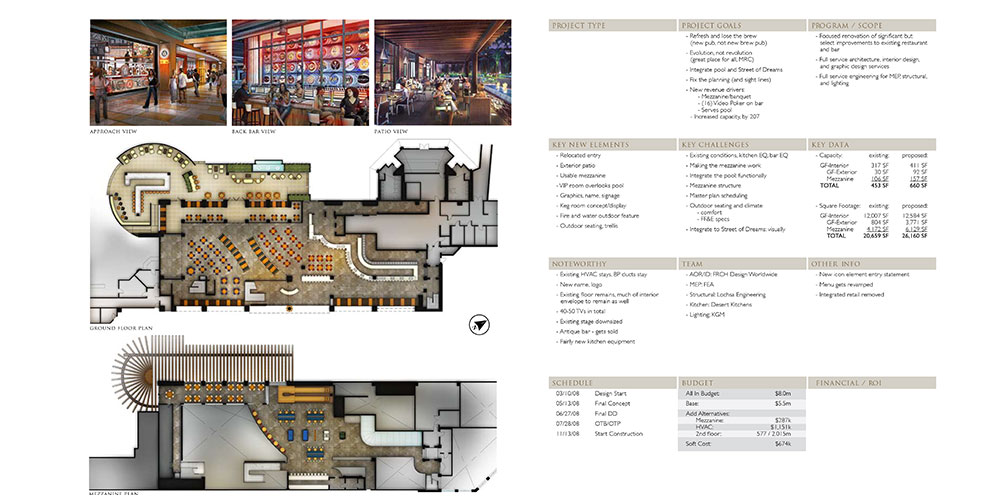 APPROACH VIEW
BACK BAR VIEW
PATIO VIEW
GROUND FLOOR PLAN
MEZZANINE PLAN
PROJECT TYPE
PROJECT GOALS
- Refresh and lose the brew
(new pub, not new brew pub)
- Evolution, not revolution
(great place for all, MRC)
- Integrate pool and Street of Dreams
- Fix the planning (and sight lines)
- New revenue drivers:
- Mezzanine/banquet
- (16) Video Poker on bar
- Serves pool
- Increased capacity by 207
PROGRAM / SCOPE
- Focused renovation of significant but
select improvements to existing restaurant
and bar
- Full service architecture, interior design,
and graphic design services
- Full service engineering for MEP, structural,
and lighting
KEY NEW ELEMENTS
- Relocated entry
- Exterior patio
- Usable mezzanine
- VIP room overlooks pool
- Graphics, name, signage
- Keg room concept/display
- Fire and water outdoor feature
- Outdoor seating, trellis
KEY CHALLENGES
- Existing conditions, kitchen EQ, bar EQ
- Making the mezzanine work
- Integrate the pool functionally
- Mezzanine structure
- Master plan scheduling
- Outdoor seating and climate
- comfort
- FF&E specs
- Integrate to Street of Dreams: visually
KEY DATA
- Capacity: existing: proposed:
GF-Interior 317 SF 411 SF
GF-Exterior 30 SF 92 SF
Mezzanine 106 SF 157 SF
TOTAL 453 SF 660 SF
- Square Footage: existing: proposed:
GF-Interior 12,007 SF 12,584 SF
GF-Exterior 804 SF 3,771 SF
Mezzanine 4,172 SF 6,129 SF
TOTAL 20,659 SF 26,160 SF
NOTEWORTHY
- Existing HVAC stays, BP ducts stay
- New name, logo
- Existing floor remains, much of interior
envelope to remain as well
- 40-50 TVs in total
- Existing stage downsized
- Antique bar - gets sold
- Fairly new kitchen equipment
TEAM
- AOR/ID: FRCH Design Worldwide
- MEP: FEA
- Structural: Lochsa Engineering
- Kitchen: Desert Kitchens
- Lighting: KGM
OTHER INFO
- New icon element entry statement
- Menu gets revamped
- Integrated retail removed
SCHEDULE
03/10/08 Design Start
05/13/08 Final Concept
06/27/08 Final DD
07/28/08 OTB/OTP
11/13/08 Start Construction
BUDGET
All In Budget: $8.0m
Base: $5.5m
Add Alternatives:
Mezzanine: $287k
HVAC: $1,151k
2nd floor: 577 / 2.015m
Soft Cost: $674k
FINANCIAL / ROI